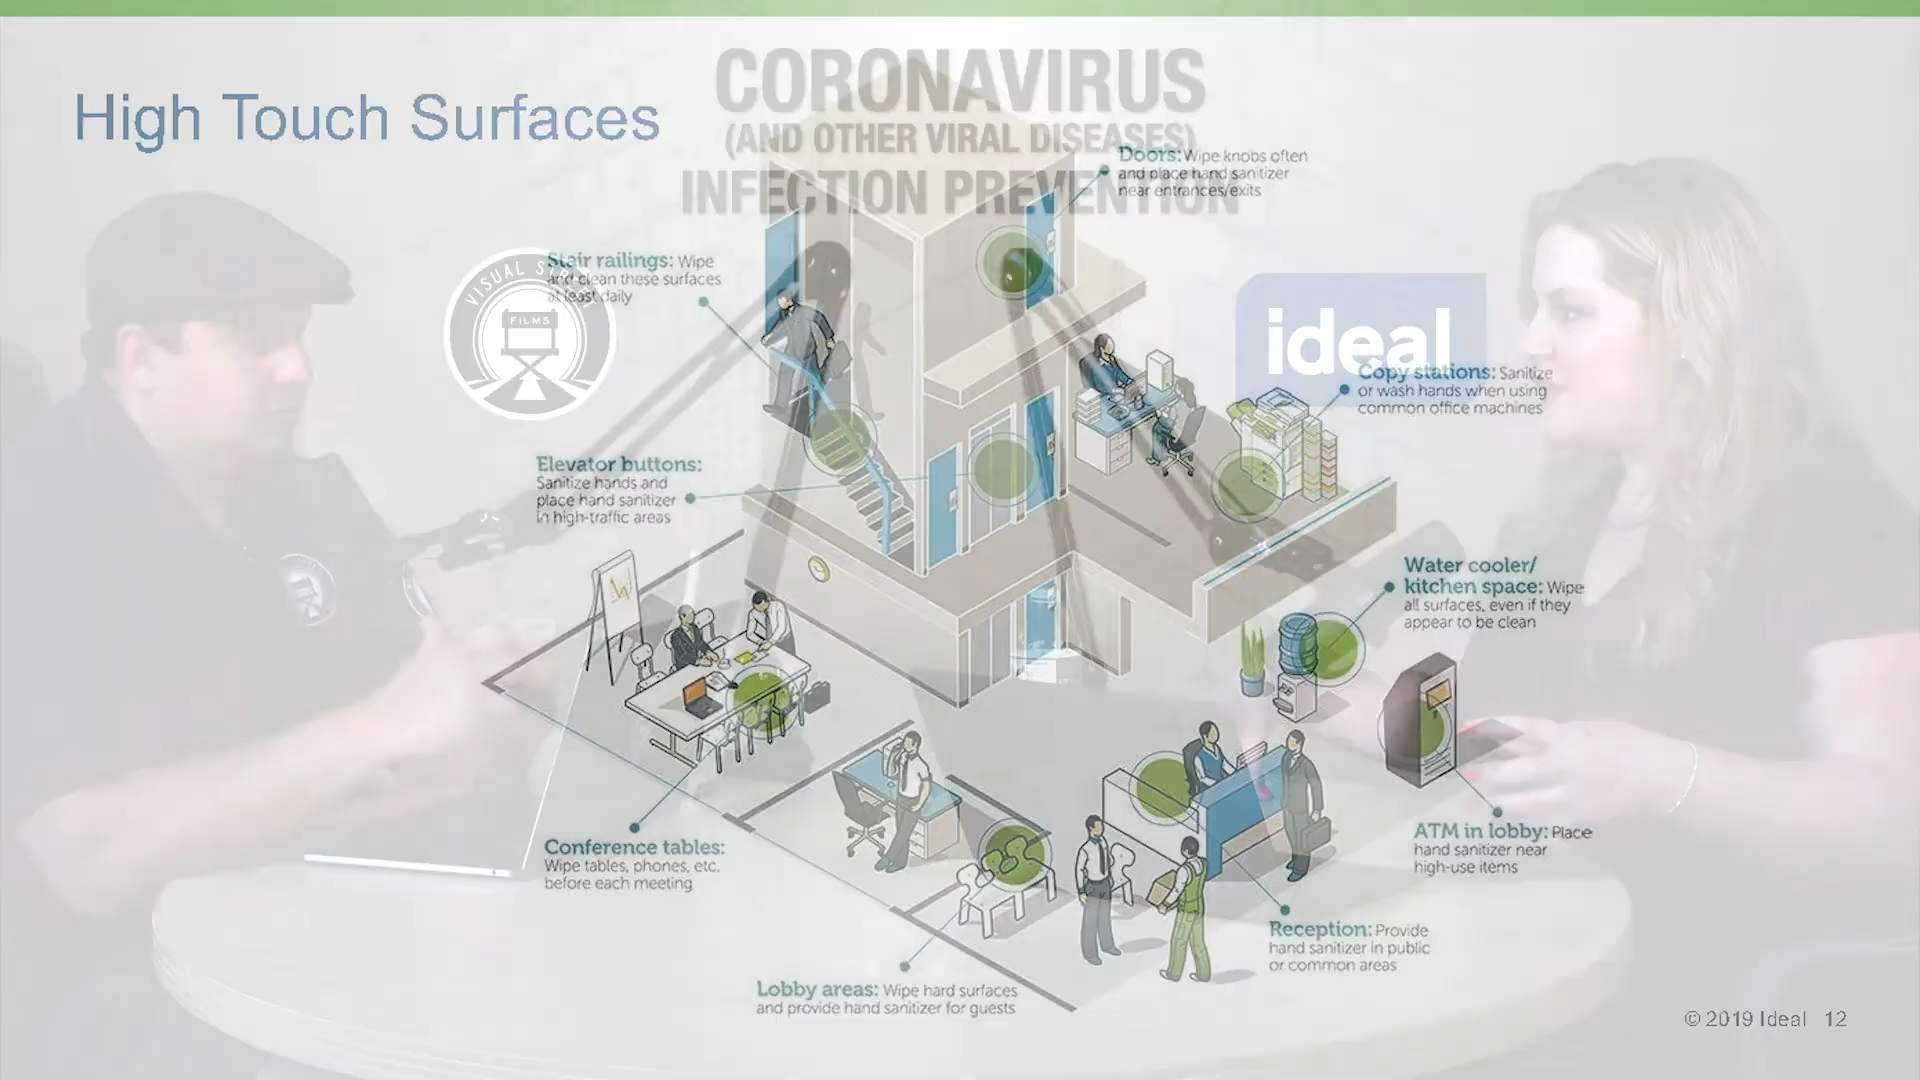 High Touch Surfaces
CORONAVIRUS
(AND OTHER VIRAL DISEASES)
INFECTION PREVENTION
Doors: Wipe knobs often
and place hand sanitizer
near entrances/exits
Stair railings: Wipe
and clean these surfaces
at least daily
VISUAL STREET
FILMS
ideal
Copy stations: Sanitize
or wash hands when using
common office machines
Elevator buttons:
Sanitize hands and
place hand sanitizer
in high-traffic areas
Water cooler/
kitchen space: Wipe
all surfaces, even if they
appear to be clean
Conference tables:
Wipe tables, phones, etc.
before each meeting
ATM in lobby: Place
hand sanitizer near
high-use items
Reception: Provide
hand sanitizer in public
or common areas
Lobby areas: Wipe hard surfaces
and provide hand sanitizer for guests
© 2019 Ideal 12